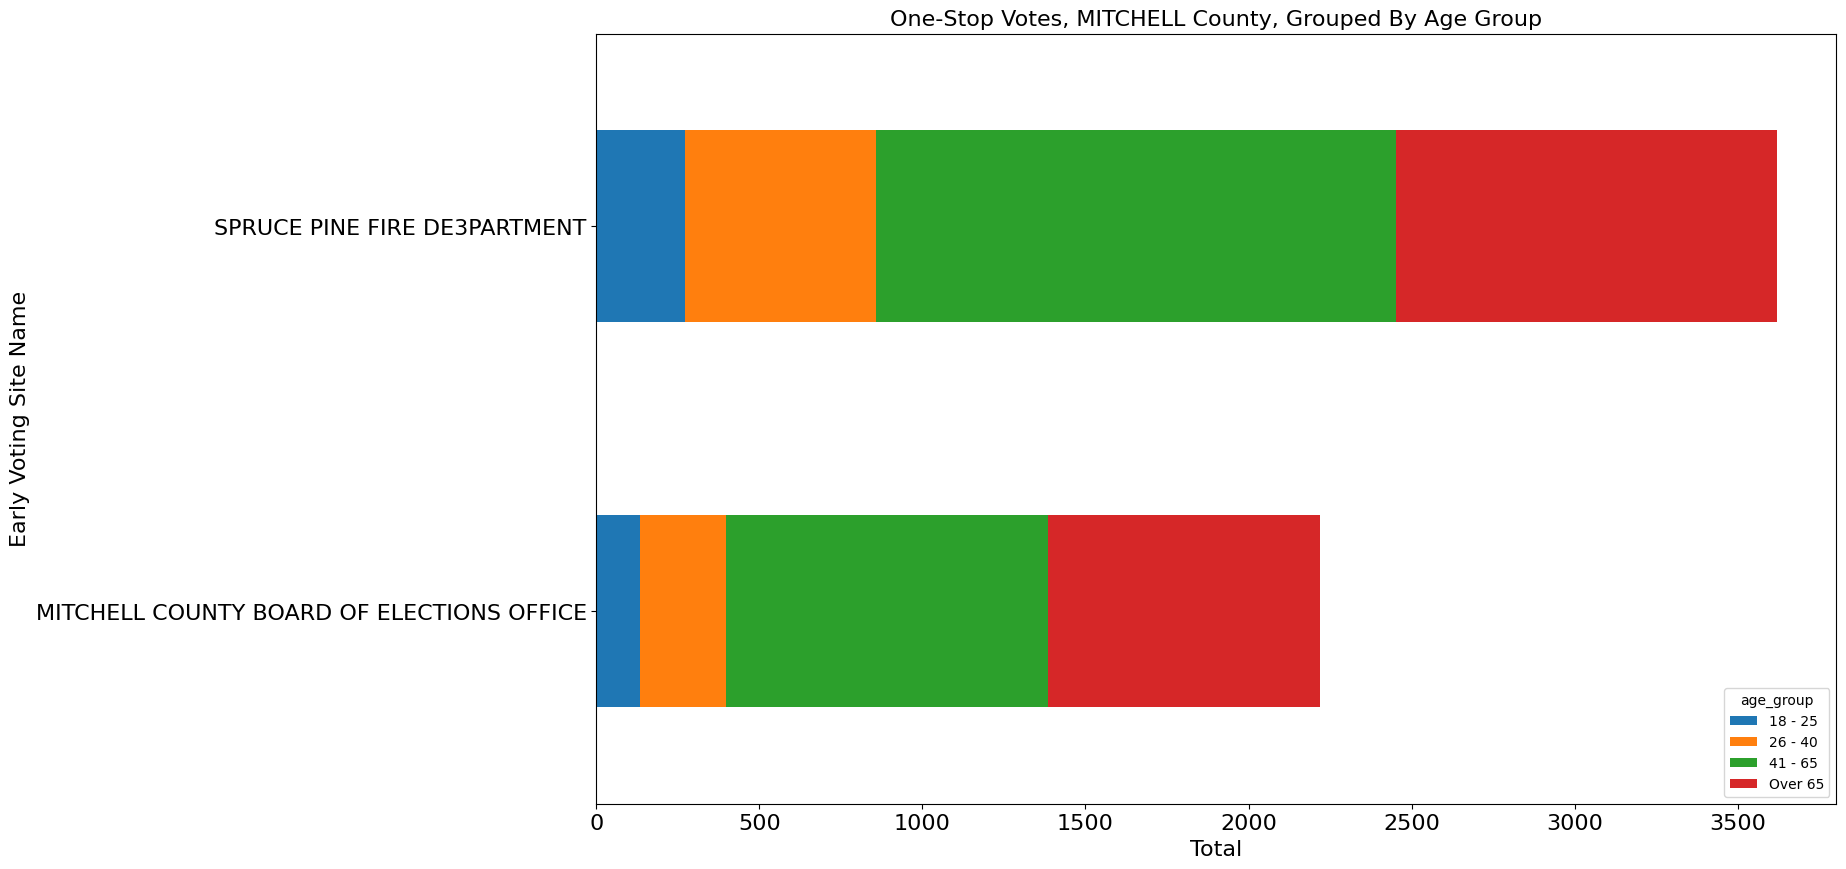 One-Stop Votes, MITCHELL County, Grouped By Age Group
Early Voting Site Name
SPRUCE PINE FIRE DE3PARTMENT
MITCHELL COUNTY BOARD OF ELECTIONS OFFICE
age_group
18 - 25
26 - 40
41 - 65
Over 65
0 500 1000 1500 2000 2500 3000 3500
Total